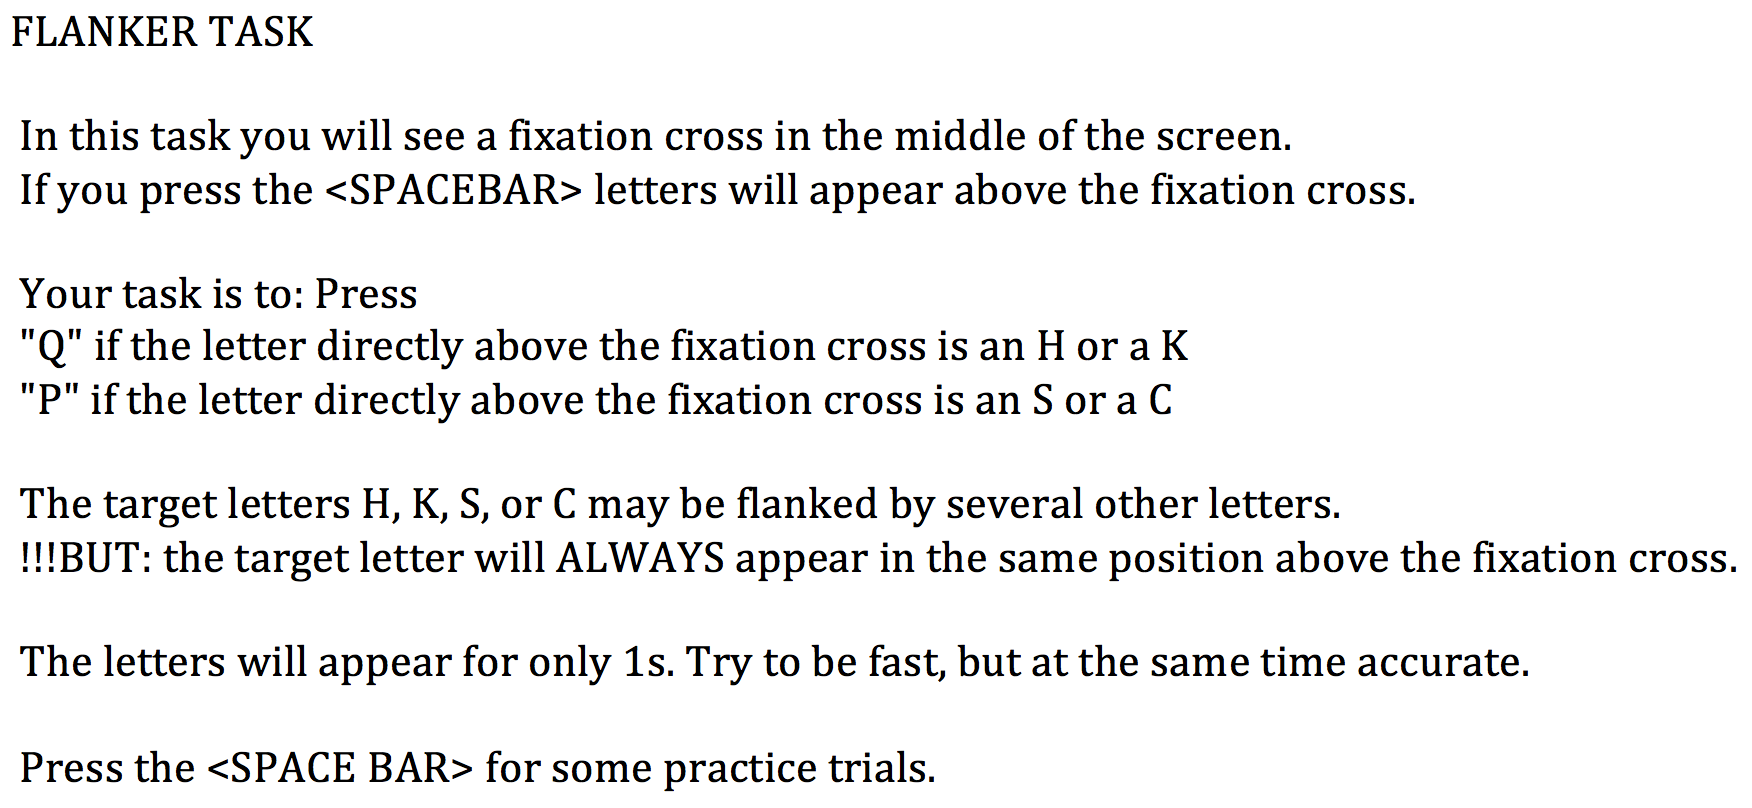 FLANKER TASK
In this task you will see a fixation cross in the middle of the screen.
If you press the <SPACEBAR> letters will appear above the fixation cross.
Your task is to: Press
"Q" if the letter directly above the fixation cross is an H or a K
"P" if the letter directly above the fixation cross is an S or a C
The target letters H, K, S, or C may be flanked by several other letters.
!!!BUT: the target letter will ALWAYS appear in the same position above the fixation cross.
The letters will appear for only 1s. Try to be fast, but at the same time accurate.
Press the <SPACE BAR> for some practice trials.